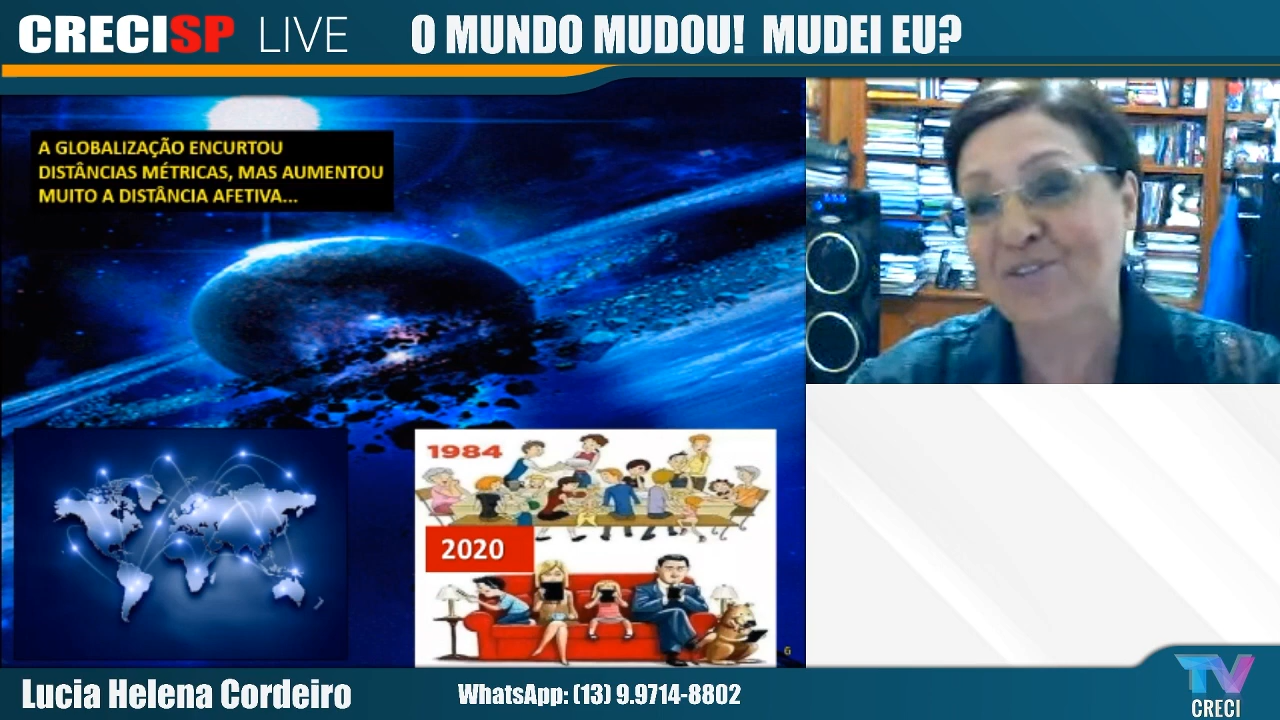 CRECISP LIVE
O MUNDO MUDOU! MUDEI EU?
A GLOBALIZAÇÃO ENCURTOU
DISTÂNCIAS MÉTRICAS, MAS AUMENTOU
MUITO A DISTÂNCIA AFETIVA...
1984
2020
6
Lucia Helena Cordeiro
WhatsApp: (13) 9.9714-8802
TV
CRECI